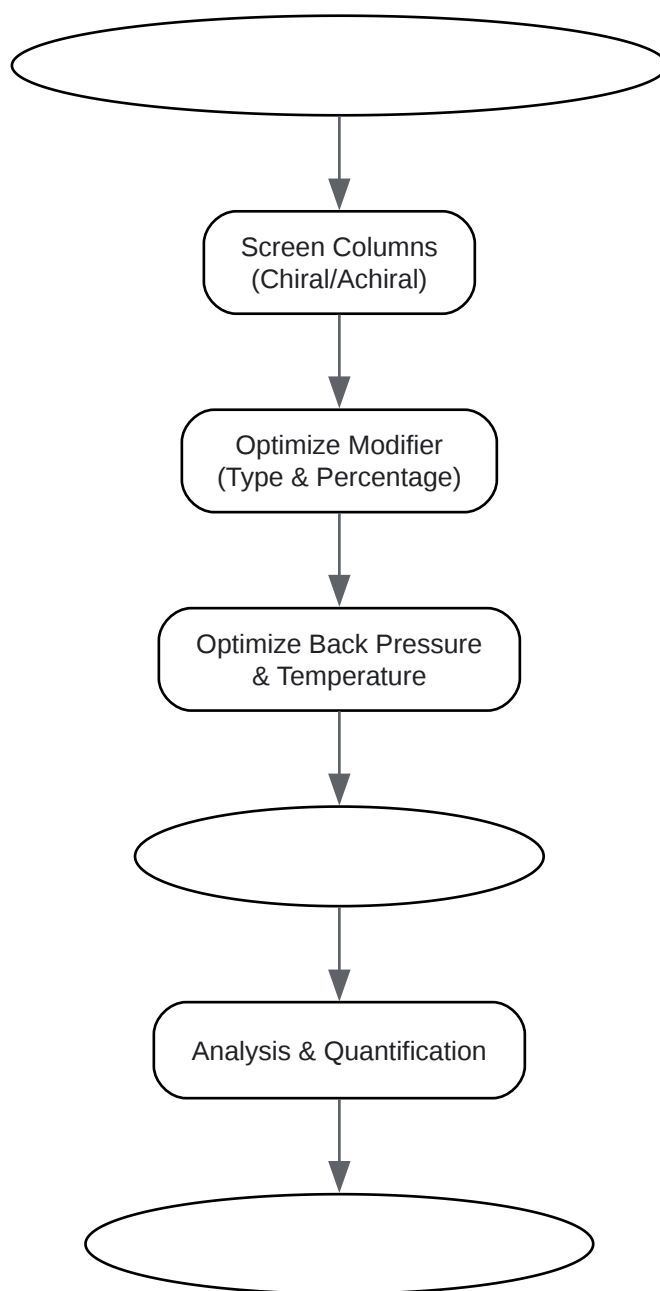 Screen Columns
(Chiral/Achiral)
Optimize Modifier
(Type & Percentage)
Optimize Back Pressure
& Temperature
Analysis & Quantification